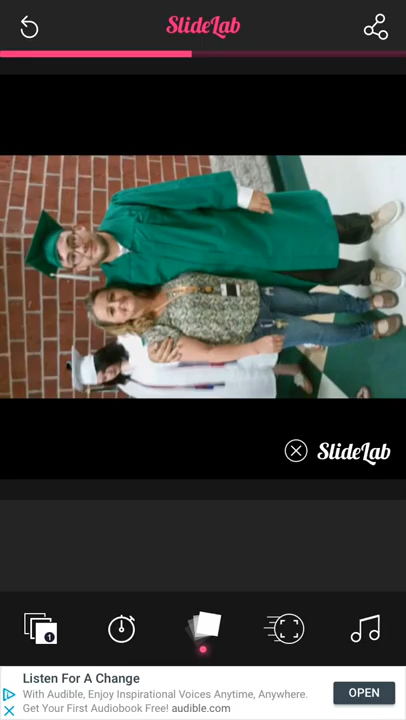 SlideLab
SlideLab
1
Listen For A Change
With Audible, Enjoy Inspirational Voices Anytime, Anywhere.
Get Your First Audiobook Free! audible.com
OPEN